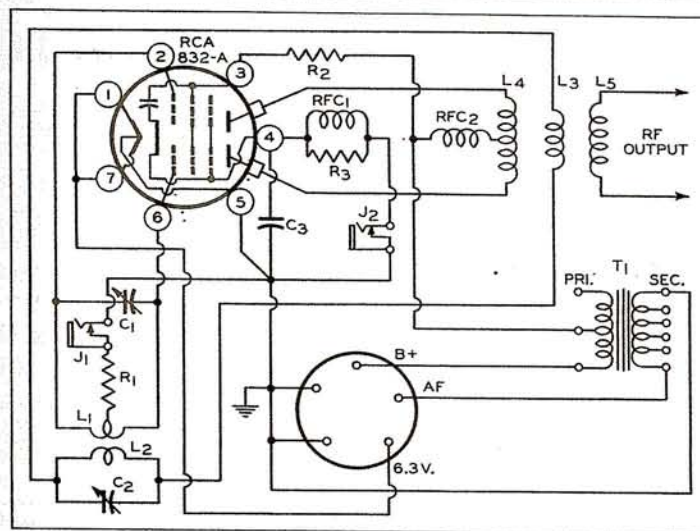 RCA
832-A
2
3
1
4
7
6
5
R2
RFC1
R3
L4
RFC2
L3
L5
RF
OUTPUT
J2
C3
C1
J1
R1
L1
L2
C2
T1
PRI.
SEC.
B+
AF
6.3V.